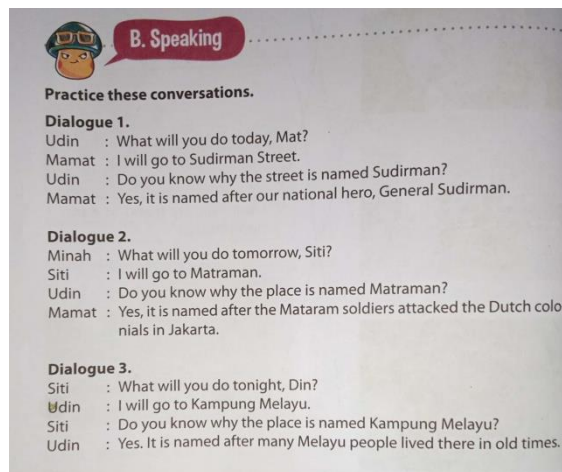 B. Speaking
Practice these conversations.
Dialogue 1.
Udin : What will you do today, Mat?
Mamat : I will go to Sudirman Street.
Udin : Do you know why the street is named Sudirman?
Mamat : Yes, it is named after our national hero, General Sudirman.
Dialogue 2.
Minah : What will you do tomorrow, Siti?
Siti : I will go to Matraman.
Udin : Do you know why the place is named Matraman?
Mamat : Yes, it is named after the Mataram soldiers attacked the Dutch colo
nials in Jakarta.
Dialogue 3.
Siti : What will you do tonight, Din?
Udin : I will go to Kampung Melayu.
Siti : Do you know why the place is named Kampung Melayu?
Udin : Yes. It is named after many Melayu people lived there in old times.